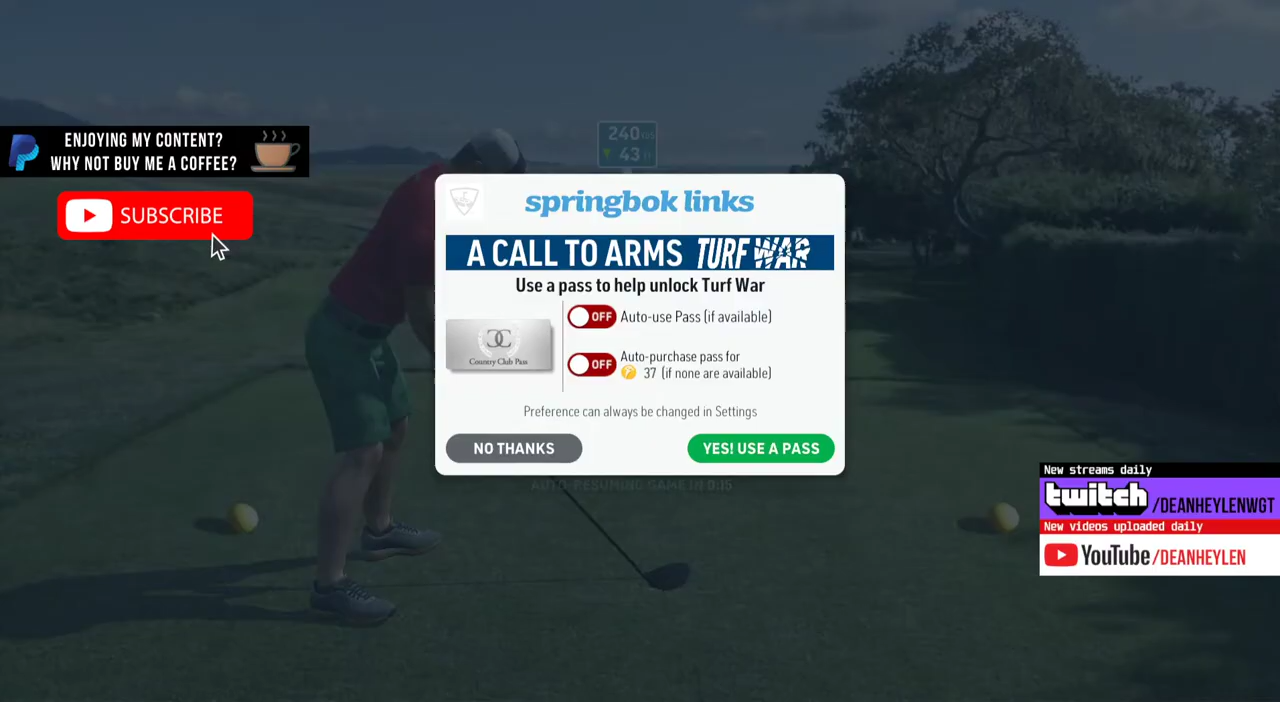 ENJOYING MY CONTENT?
WHY NOT BUY ME A COFFEE?
SUBSCRIBE
240
43
springbok links
A CALL TO ARMS TURF WAR
Use a pass to help unlock Turf War
Country Club Pass
OFF Auto-use Pass (if available)
OFF Auto-purchase pass for
37 (if none are available)
Preference can always be changed in Settings
NO THANKS
YES! USE A PASS
AUTO-RESUMING GAME IN 0:15
New streams daily
twitch /DEANHEYLENWGT
New videos uploaded daily
YouTube /DEANHEYLEN